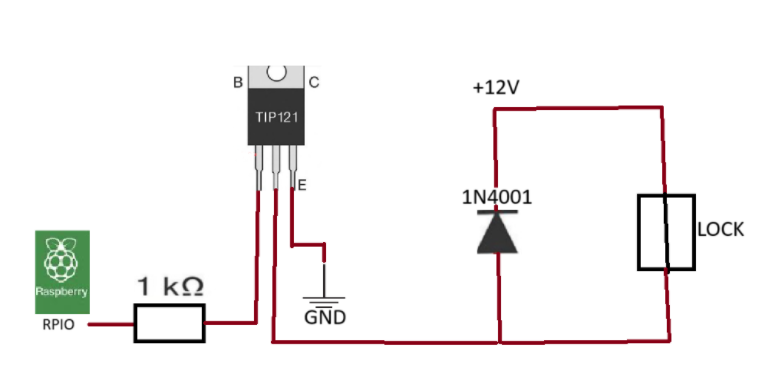 +12V
B
C
TIP121
E
1N4001
LOCK
Raspberry
1 kΩ
RPIO
GND